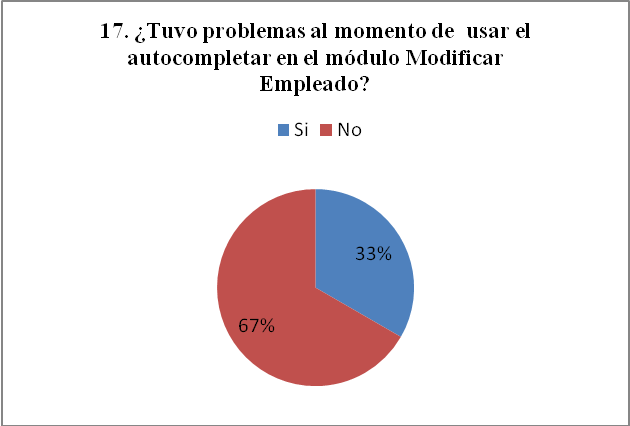 17. ¿Tuvo problemas al momento de  usar el
autocompletar en el módulo Modificar
Empleado?
Si No
33%
67%